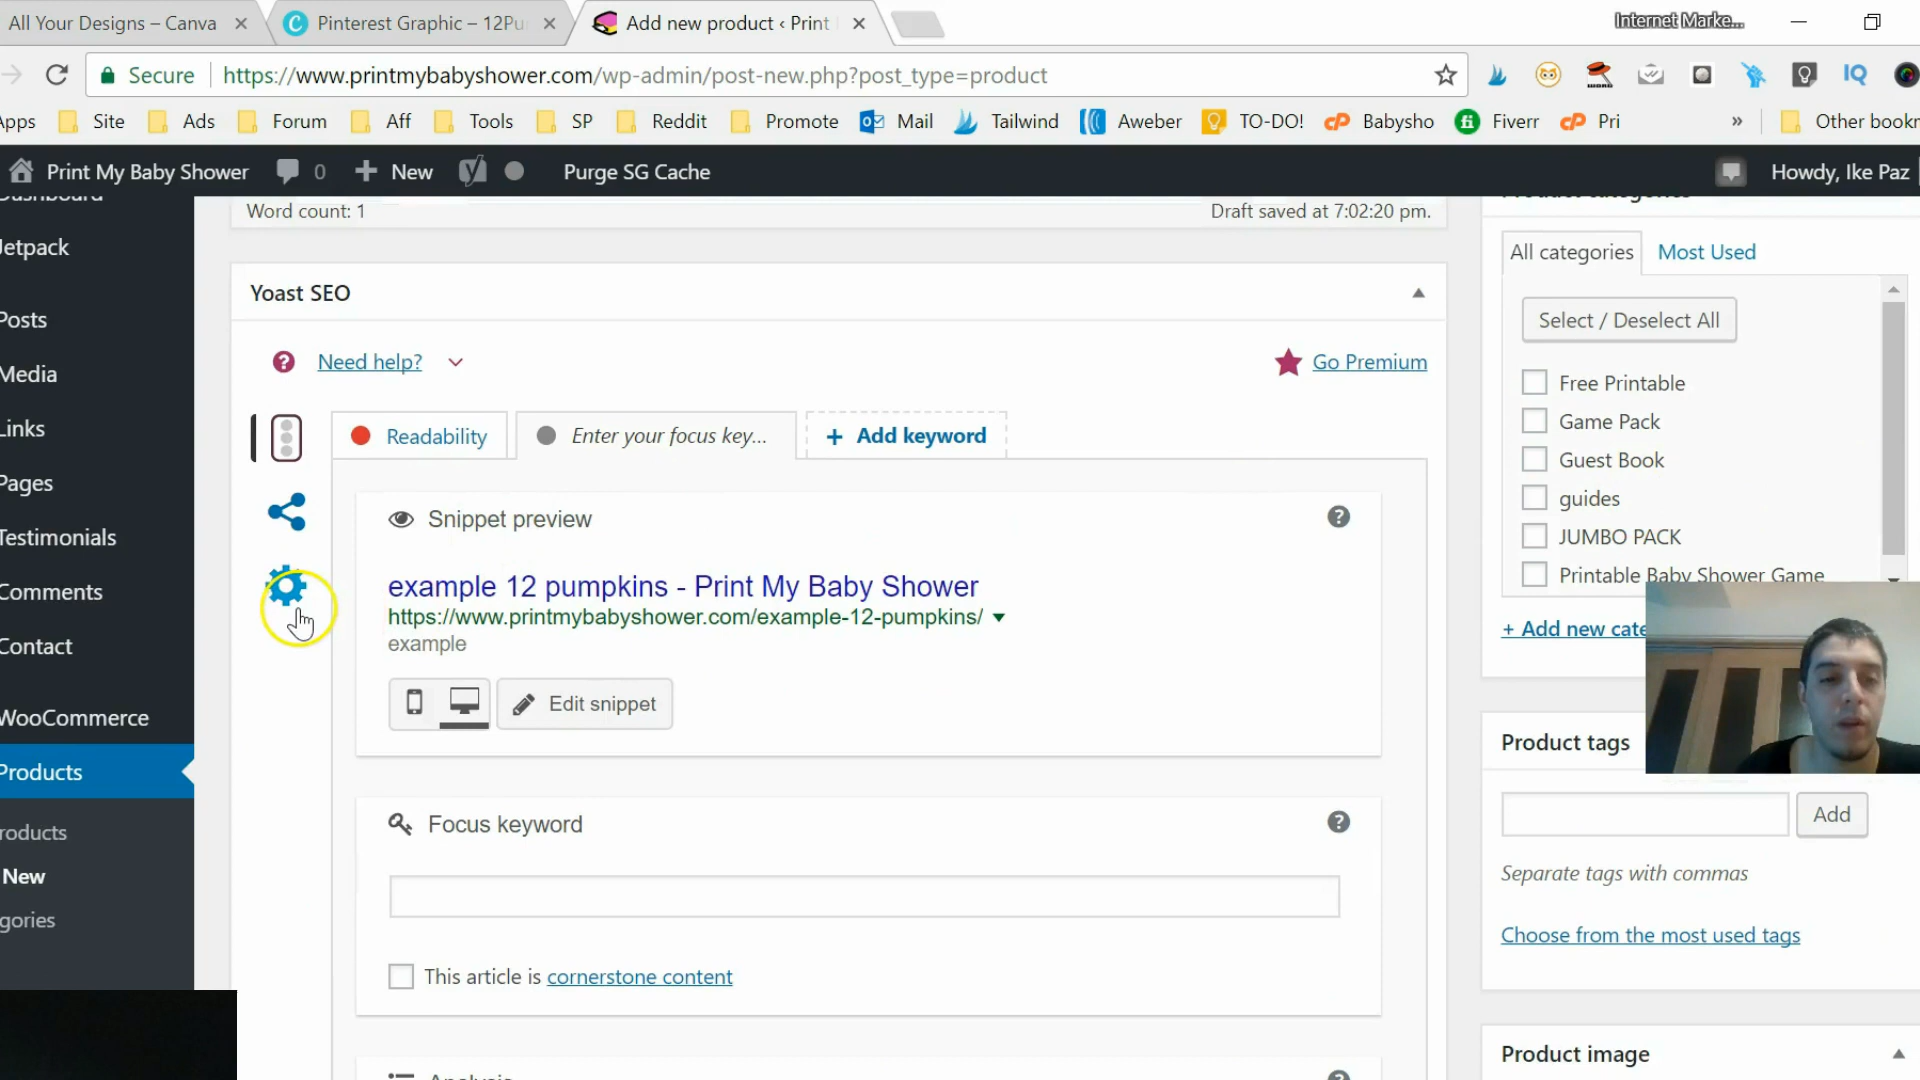 All Your Designs – Canva
Pinterest Graphic – 12Pu
Add new product ‹ Print
Internet Marke...
Secure
https://www.printmybabyshower.com/wp-admin/post-new.php?post_type=product
IQ
Apps
Site
Ads
Forum
Aff
Tools
SP
Reddit
Promote
Mail
Tailwind
Aweber
TO-DO!
Babysho
Fiverr
Pri
»
Other bookn
Print My Baby Shower
0
New
Purge SG Cache
Howdy, Ike Paz
Dashboard
Jetpack
Posts
Media
Links
Pages
Testimonials
Comments
Contact
WooCommerce
Products
roducts
New
gories
Word count: 1
Draft saved at 7:02:20 pm.
Yoast SEO
Need help?
Go Premium
Readability
Enter your focus key...
+ Add keyword
Snippet preview
example 12 pumpkins - Print My Baby Shower
https://www.printmybabyshower.com/example-12-pumpkins/
example
Edit snippet
Focus keyword
This article is cornerstone content
Analysis
Product categories
All categories
Most Used
Select / Deselect All
Free Printable
Game Pack
Guest Book
guides
JUMBO PACK
Printable Baby Shower Game
+ Add new cate
Product tags
Add
Separate tags with commas
Choose from the most used tags
Product image